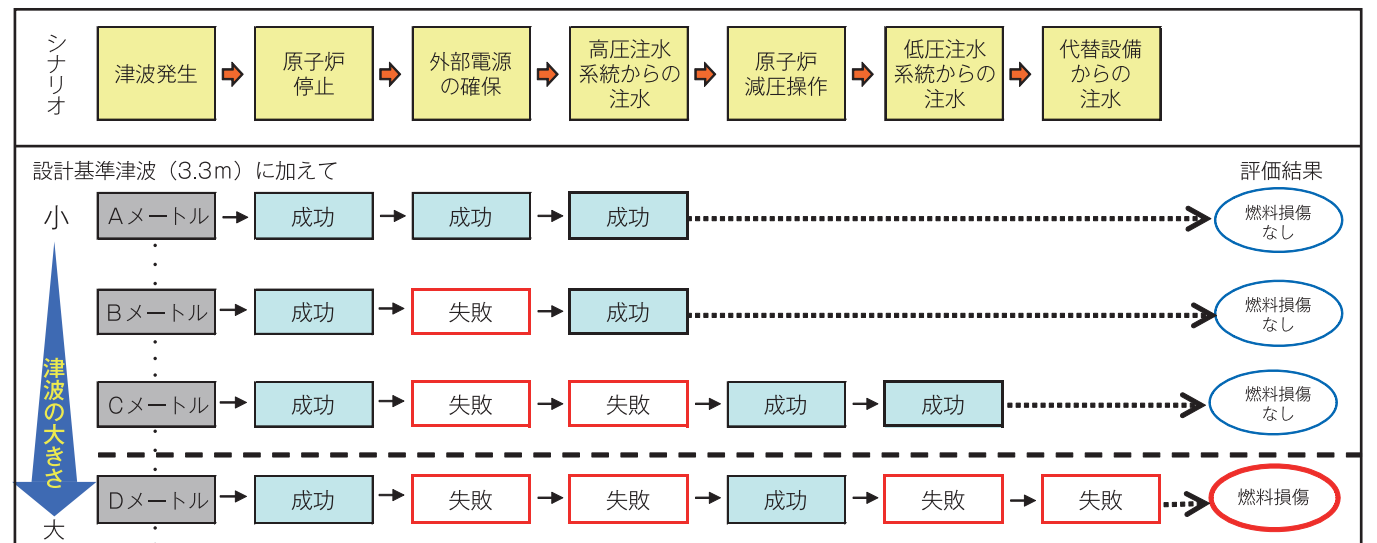 シナリオ
津波発生
原子炉
停止
外部電源
の確保
高圧注水
系統からの
注水
原子炉
減圧操作
低圧注水
系統からの
注水
代替設備
からの
注水
設計基準津波（3.3m）に加えて
評価結果
小
津波の大きさ
大
Aメートル
成功
成功
成功
燃料損傷
なし
Bメートル
成功
失敗
成功
燃料損傷
なし
Cメートル
成功
失敗
失敗
成功
成功
燃料損傷
なし
Dメートル
成功
失敗
失敗
成功
失敗
失敗
燃料損傷